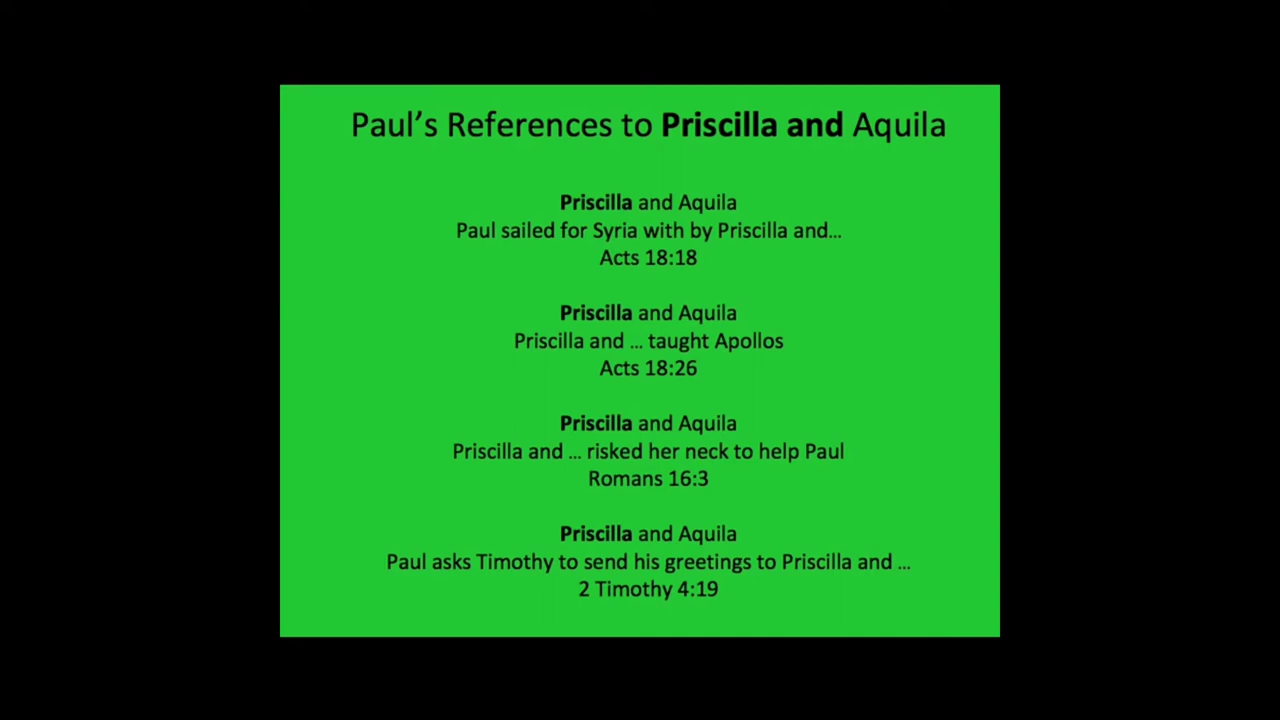 Paul’s References to Priscilla and Aquila
Priscilla and Aquila
Paul sailed for Syria with by Priscilla and…
Acts 18:18
Priscilla and Aquila
Priscilla and … taught Apollos
Acts 18:26
Priscilla and Aquila
Priscilla and … risked her neck to help Paul
Romans 16:3
Priscilla and Aquila
Paul asks Timothy to send his greetings to Priscilla and …
2 Timothy 4:19